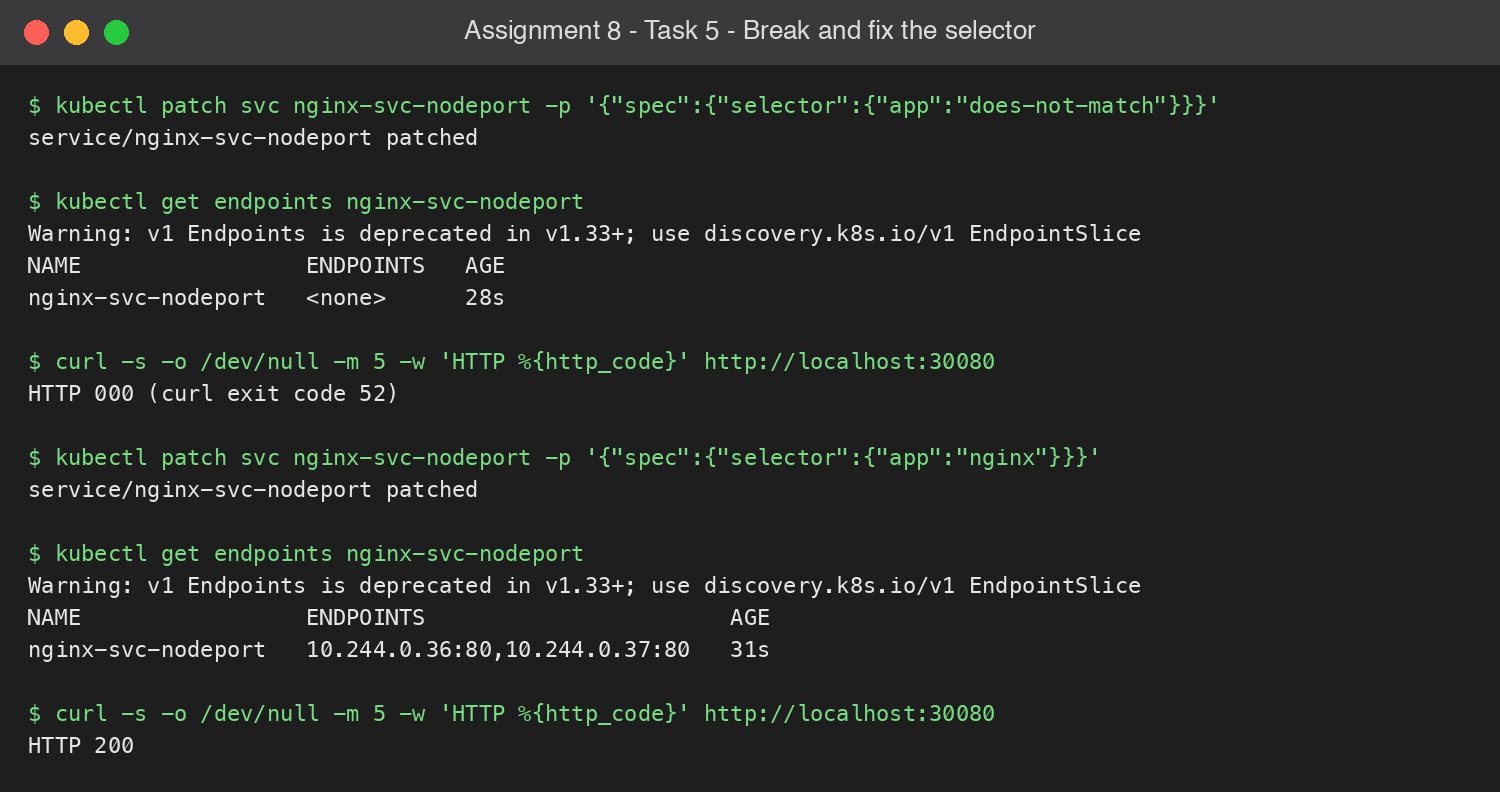 Assignment 8 - Task 5 - Break and fix the selector
$ kubectl patch svc nginx-svc-nodeport -p '{"spec":{"selector":{"app":"does-not-match"}}}'
service/nginx-svc-nodeport patched
$ kubectl get endpoints nginx-svc-nodeport
Warning: v1 Endpoints is deprecated in v1.33+; use discovery.k8s.io/v1 EndpointSlice
NAME                 ENDPOINTS   AGE
nginx-svc-nodeport   <none>      28s
$ curl -s -o /dev/null -m 5 -w 'HTTP %{http_code}' http://localhost:30080
HTTP 000 (curl exit code 52)
$ kubectl patch svc nginx-svc-nodeport -p '{"spec":{"selector":{"app":"nginx"}}}'
service/nginx-svc-nodeport patched
$ kubectl get endpoints nginx-svc-nodeport
Warning: v1 Endpoints is deprecated in v1.33+; use discovery.k8s.io/v1 EndpointSlice
NAME                 ENDPOINTS                       AGE
nginx-svc-nodeport   10.244.0.36:80,10.244.0.37:80   31s
$ curl -s -o /dev/null -m 5 -w 'HTTP %{http_code}' http://localhost:30080
HTTP 200